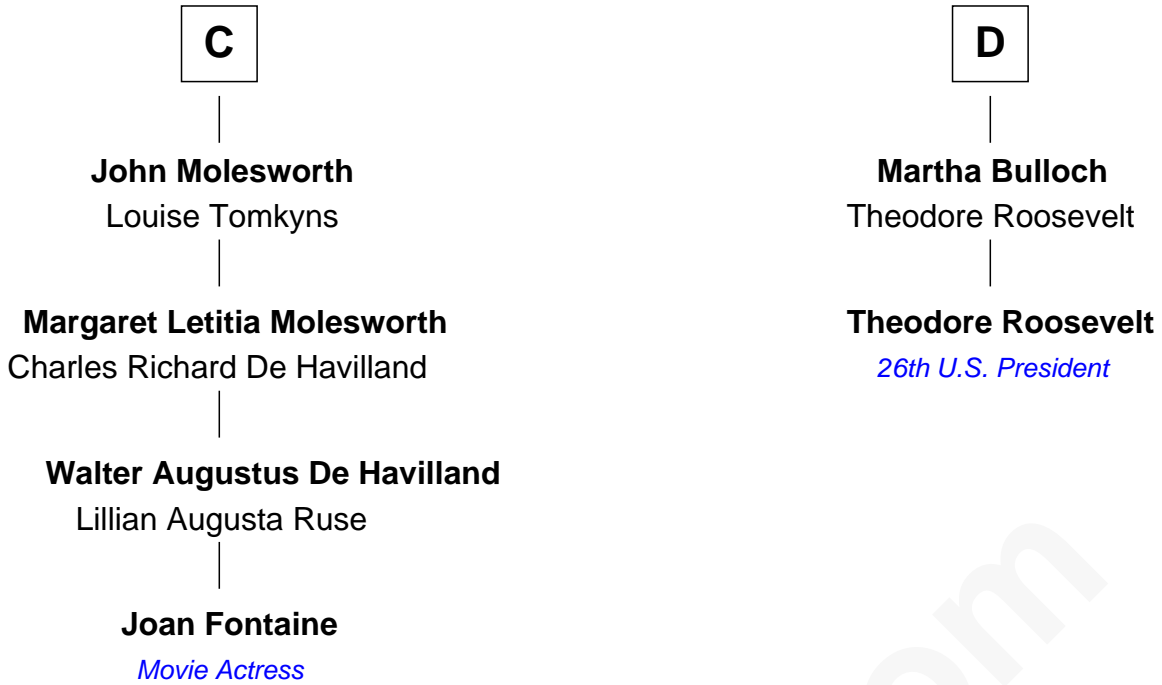 C
John Molesworth
Louise Tomkyns
Margaret Letitia Molesworth
Charles Richard De Havilland
Walter Augustus De Havilland
Lillian Augusta Ruse
Joan Fontaine
Movie Actress
D
Martha Bulloch
Theodore Roosevelt
Theodore Roosevelt
26th U.S. President
om